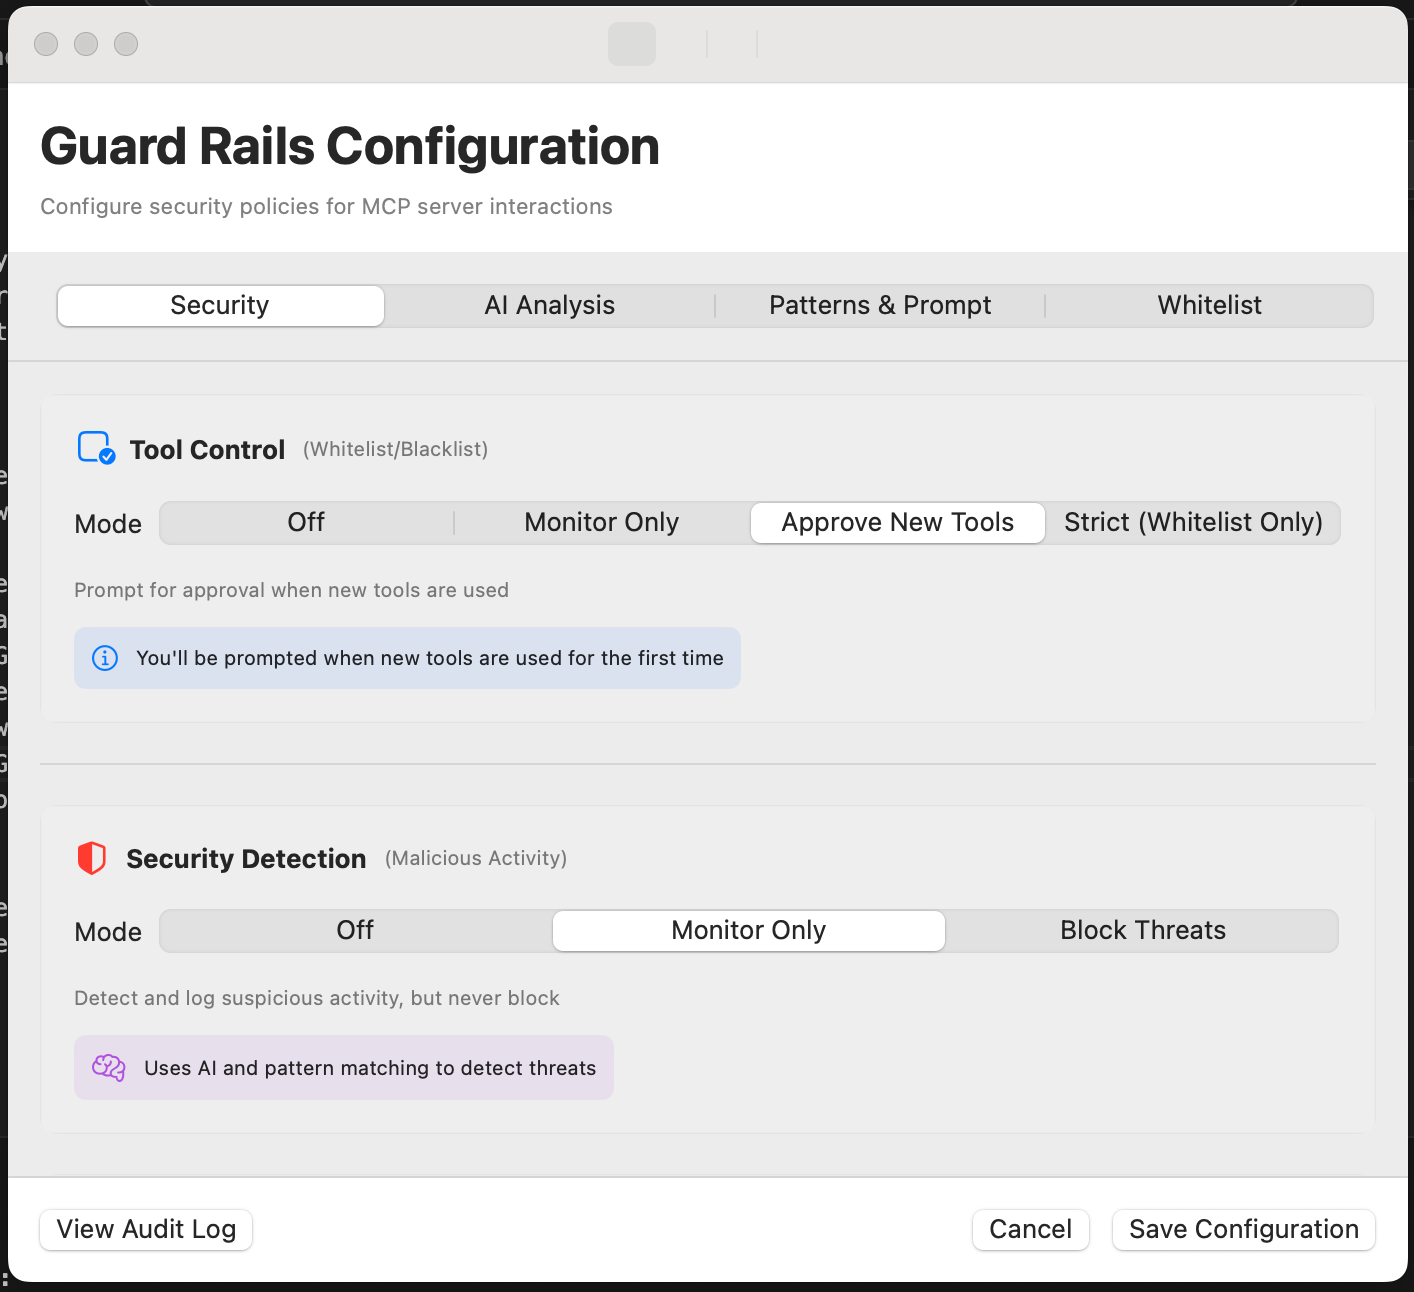 Guard Rails Configuration
Configure security policies for MCP server interactions
Security
AI Analysis
Patterns & Prompt
Whitelist
Tool Control (Whitelist/Blacklist)
Mode
Off
Monitor Only
Approve New Tools
Strict (Whitelist Only)
Prompt for approval when new tools are used
You'll be prompted when new tools are used for the first time
Security Detection (Malicious Activity)
Mode
Off
Monitor Only
Block Threats
Detect and log suspicious activity, but never block
Uses AI and pattern matching to detect threats
View Audit Log
Cancel
Save Configuration